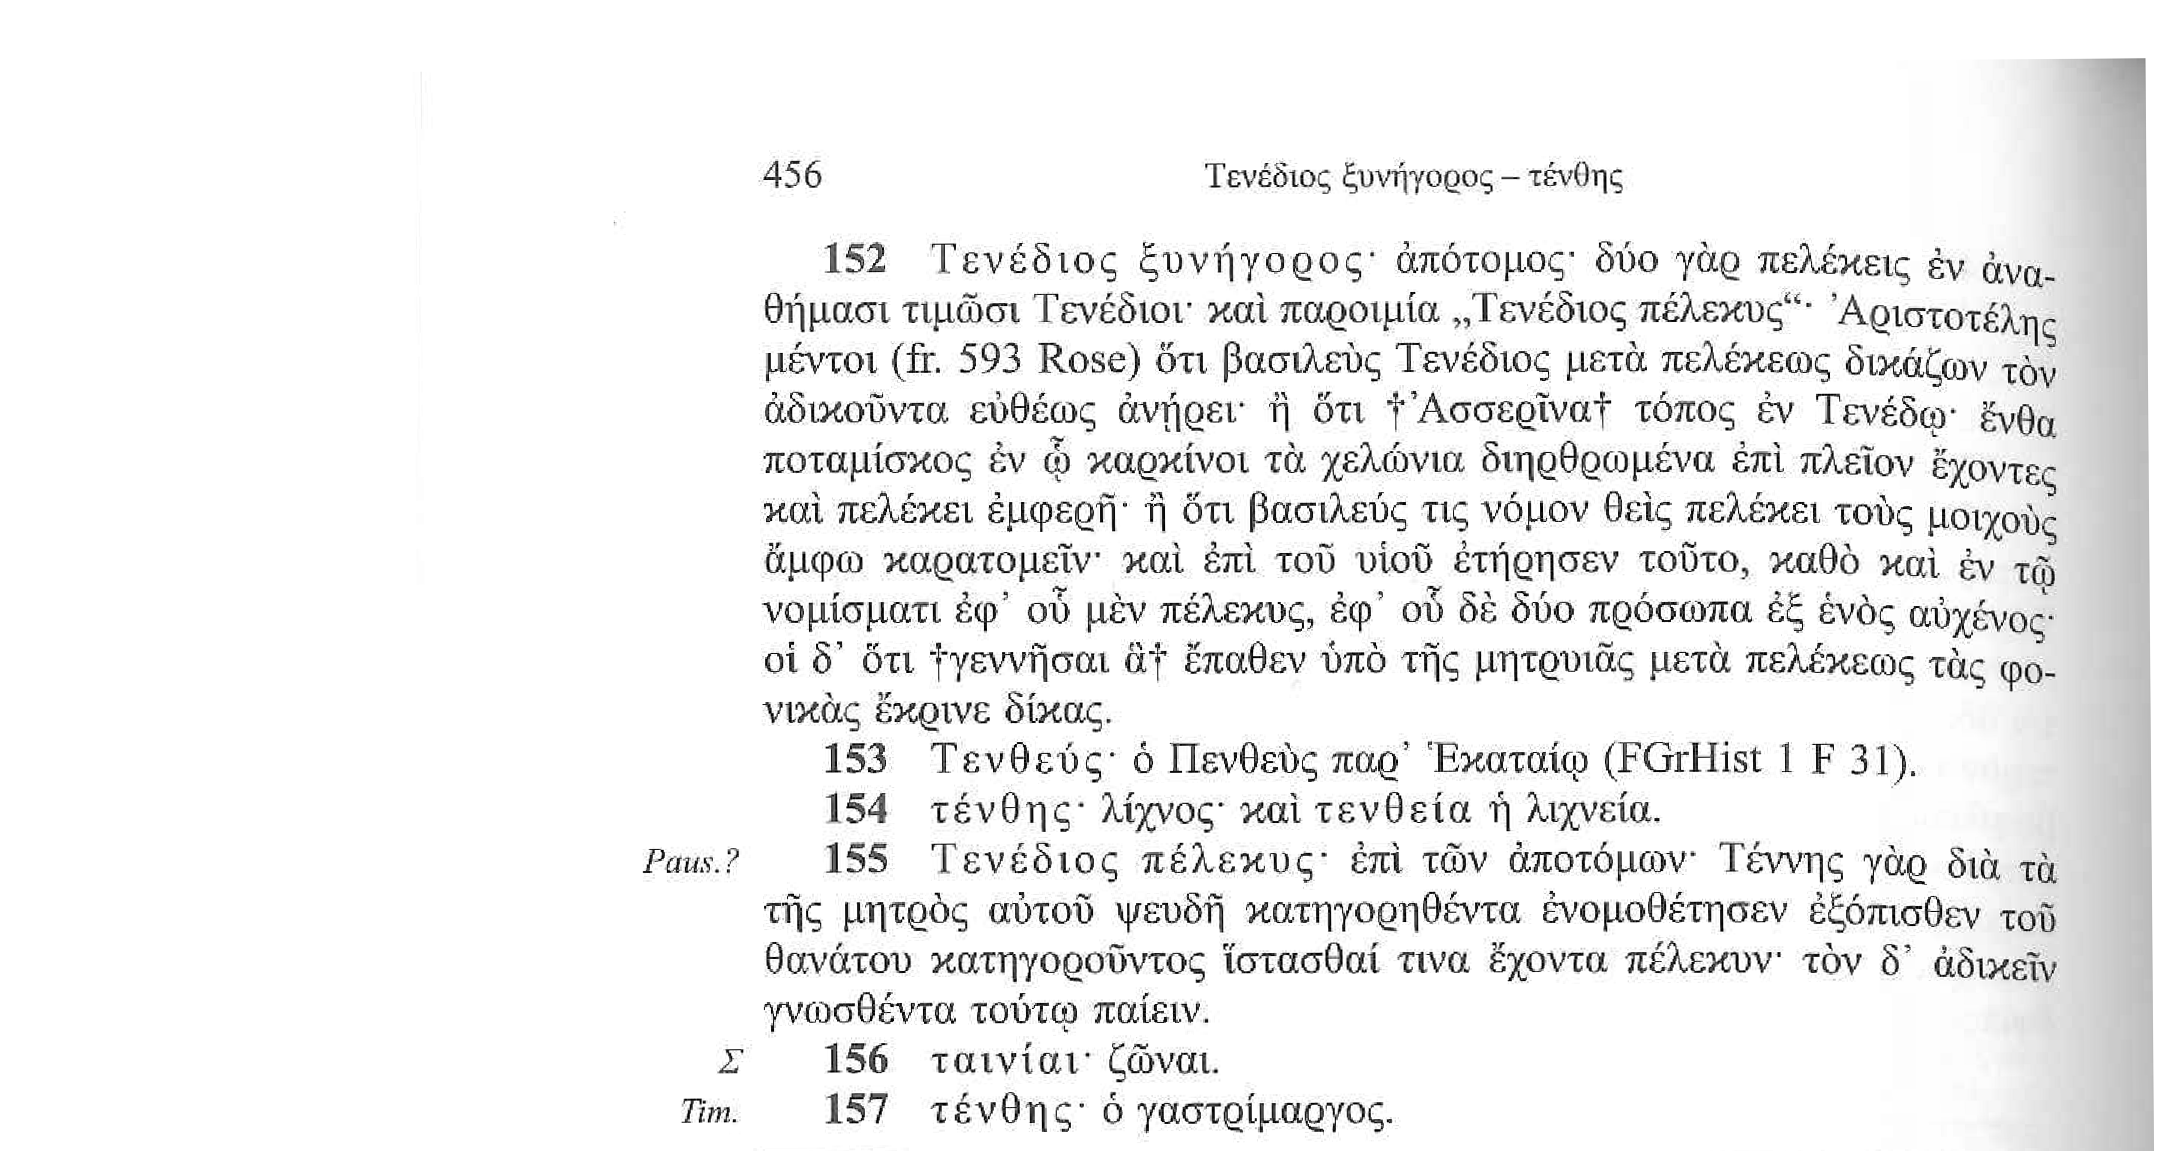 456 Τενέδιος ξυνήγορος – τένθης
152 Τενέδιος ξυνήγορος· ἀπότομος· δύο γὰρ πελέκεις ἐν ἀνα-
θήμασι τιμῶσι Τενέδιοι· καὶ παροιμία „Τενέδιος πέλεκυς“· Ἀριστοτέλης
μέντοι (fr. 593 Rose) ὅτι βασιλεὺς Τενέδιος μετὰ πελέκεως δικάζων τὸν
ἀδικοῦντα εὐθέως ἀνῄρει· ἢ ὅτι †Ἀσσερῖνα† τόπος ἐν Τενέδῳ· ἔνθα
ποταμίσκος ἐν ᾧ καρκίνοι τὰ χελώνια διηρθρωμένα ἐπὶ πλεῖον ἔχοντες
καὶ πελέκει ἐμφερῆ· ἢ ὅτι βασιλεύς τις νόμον θεὶς πελέκει τοὺς μοιχοὺς
ἄμφω καρατομεῖν· καὶ ἐπὶ τοῦ υἱοῦ ἐτήρησεν τοῦτο, καθὸ καὶ ἐν τῷ
νομίσματι ἐφ’ οὗ μὲν πέλεκυς, ἐφ’ οὗ δὲ δύο πρόσωπα ἐξ ἑνὸς αὐχένος·
οἱ δ’ ὅτι †γεννῆσαι ἃ† ἔπαθεν ὑπὸ τῆς μητρυιᾶς μετὰ πελέκεως τὰς φο-
νικὰς ἔκρινε δίκας.
153 Τενθεύς· ὁ Πενθεὺς παρ’ Ἑκαταίῳ (FGrHist 1 F 31).
154 τένθης· λίχνος· καὶ τενθεία ἡ λιχνεία.
Paus.? 155 Τενέδιος πέλεκυς· ἐπὶ τῶν ἀποτόμων· Τέννης γὰρ διὰ τὰ
τῆς μητρὸς αὐτοῦ ψευδῆ κατηγορηθέντα ἐνομοθέτησεν ἐξόπισθεν τοῦ
θανάτου κατηγοροῦντος ἵστασθαί τινα ἔχοντα πέλεκυν· τὸν δ’ ἀδικεῖν
γνωσθέντα τούτῳ παίειν.
Σ 156 ταινίαι· ζῶναι.
Tim. 157 τένθης· ὁ γαστρίμαργος.